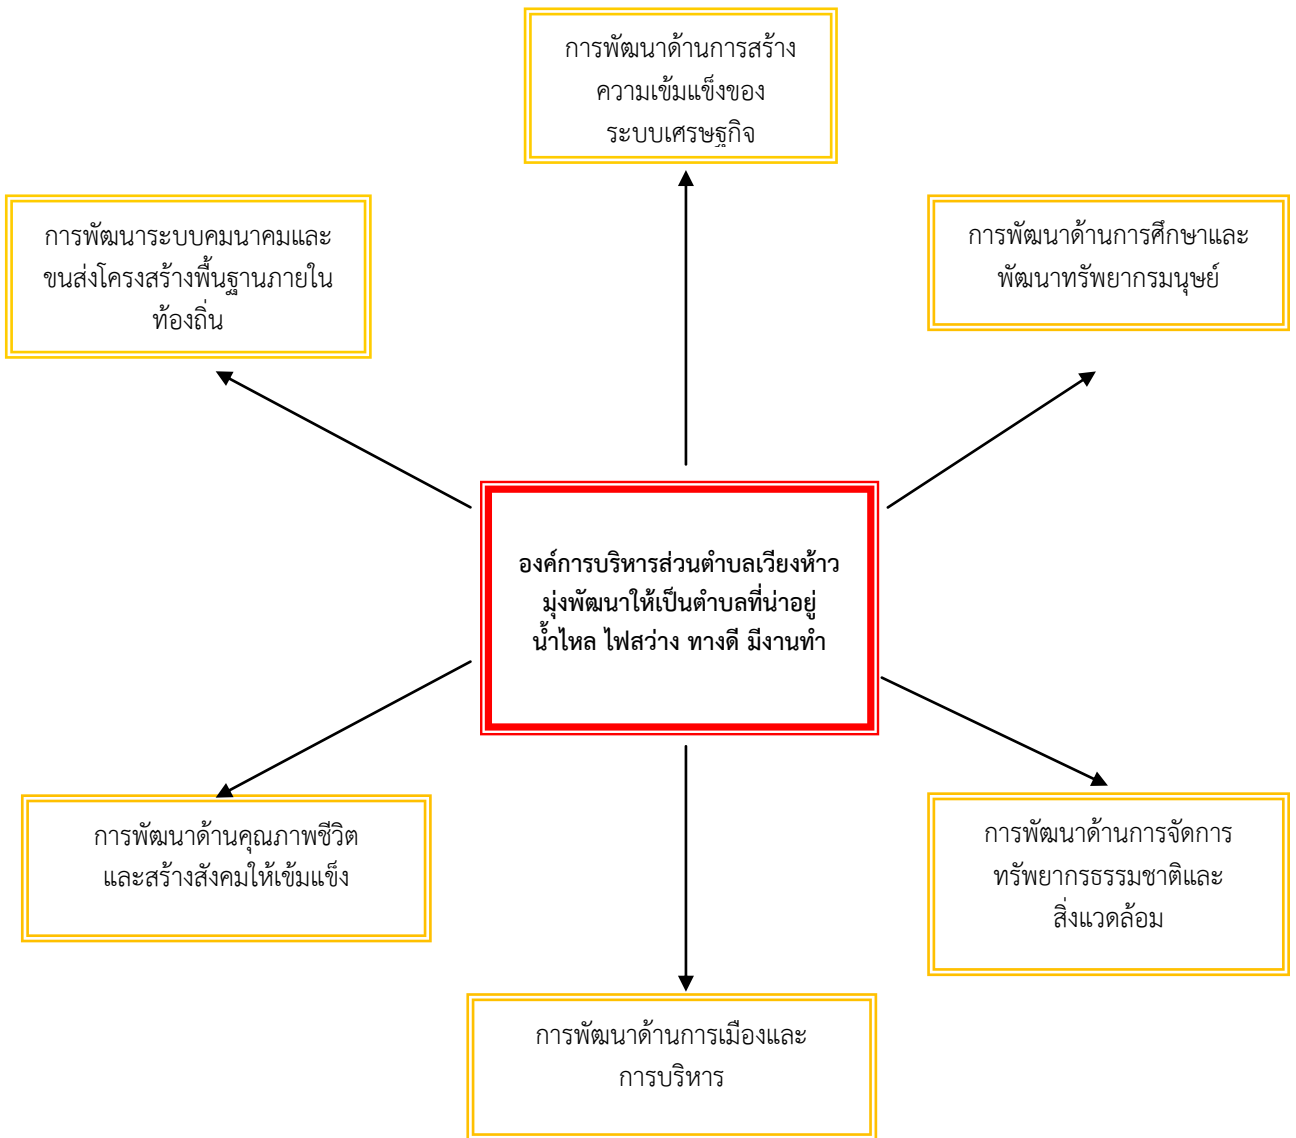 การพัฒนาด้านการสร้าง
ความเข้มแข็งของ
ระบบเศรษฐกิจ
การพัฒนาระบบคมนาคมและ
ขนส่งโครงสร้างพื้นฐานภายใน
ท้องถิ่น
การพัฒนาด้านการศึกษาและ
พัฒนาทรัพยากรมนุษย์
องค์การบริหารส่วนตำบลเวียงห้าว
มุ่งพัฒนาให้เป็นตำบลที่น่าอยู่
น้ำไหล ไฟสว่าง ทางดี มีงานทำ
การพัฒนาด้านคุณภาพชีวิต
และสร้างสังคมให้เข้มแข็ง
การพัฒนาด้านการจัดการ
ทรัพยากรธรรมชาติและ
สิ่งแวดล้อม
การพัฒนาด้านการเมืองและ
การบริหาร